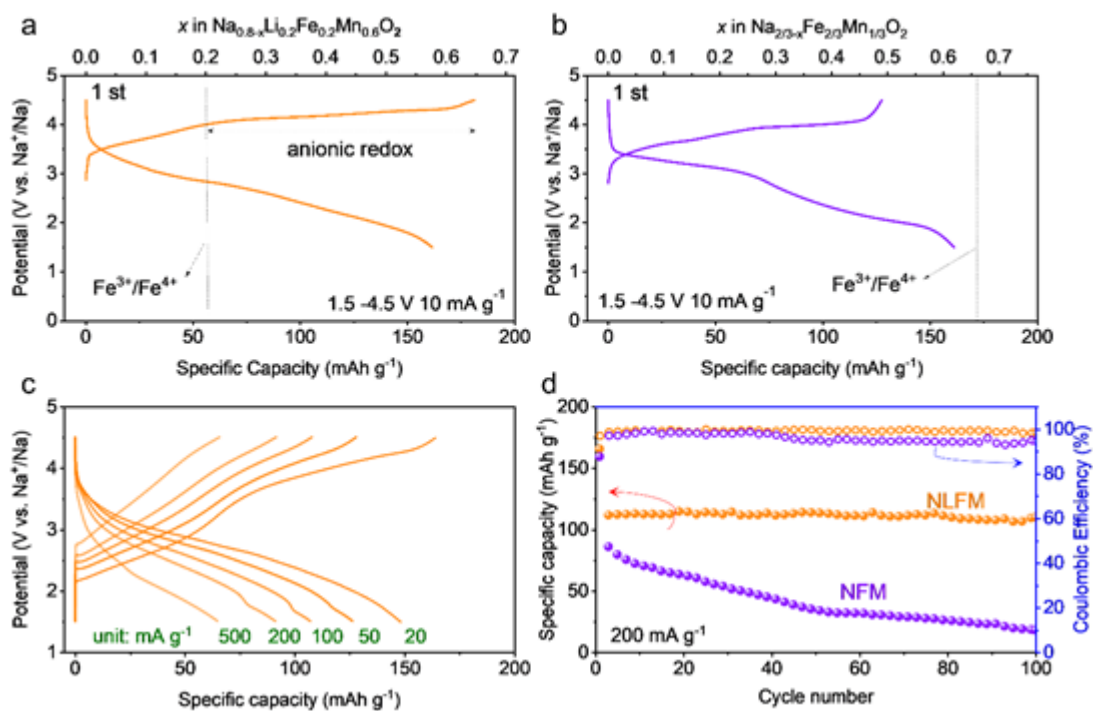 a
x in Na₀.₈₋ₓLi₀.₂Fe₀.₂Mn₀.₆O₂
0.0 0.1 0.2 0.3 0.4 0.5 0.6 0.7
1 st
anionic redox
Fe³⁺/Fe⁴⁺
1.5 -4.5 V 10 mA g⁻¹
Potential (V vs. Na⁺/Na)
5
4
3
2
1
0
0 50 100 150 200
Specific Capacity (mAh g⁻¹)
b
x in Na₂/₃₋ₓFe₂/₃Mn₁/₃O₂
0.0 0.1 0.2 0.3 0.4 0.5 0.6 0.7
1 st
Fe³⁺/Fe⁴⁺
1.5 -4.5 V 10 mA g⁻¹
Potential (V vs. Na⁺/Na)
5
4
3
2
1
0
0 50 100 150 200
Specific capacity (mAh g⁻¹)
c
Potential (V vs. Na⁺/Na)
5
4
3
2
1
unit: mA g⁻¹ 500 200 100 50 20
0 50 100 150 200
Specific capacity (mAh g⁻¹)
d
Specific capacity (mAh g⁻¹)
200
175
150
125
100
75
50
25
0
NLFM
NFM
200 mA g⁻¹
0 20 40 60 80 100
Cycle number
100
80
60
40
20
0
Coulombic Efficiency (%)